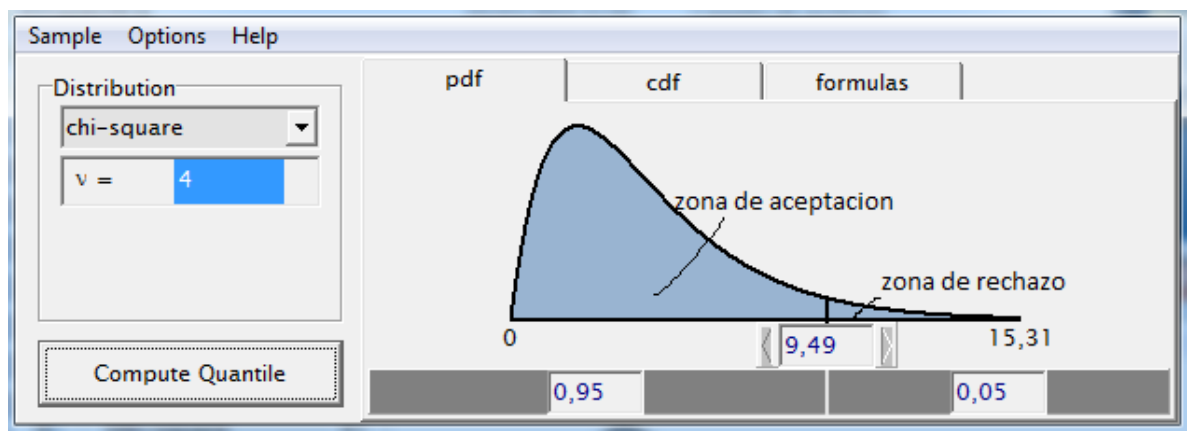 Sample Options Help
Distribution
chi-square
ν = 4
Compute Quantile
pdf cdf formulas
zona de aceptacion
zona de rechazo
0 9,49 15,31
0,95 0,05